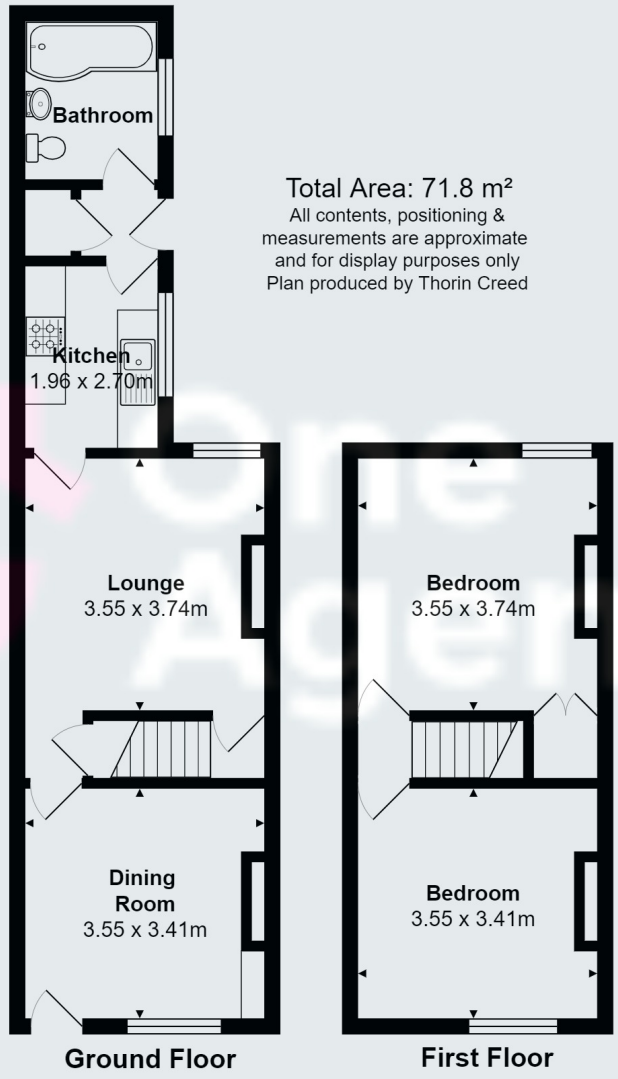 Bathroom
Total Area: 71.8 m²
All contents, positioning &
measurements are approximate
and for display purposes only
Plan produced by Thorin Creed
Kitchen
1.96 x 2.70m
One
Agen
Lounge
3.55 x 3.74m
Bedroom
3.55 x 3.74m
Dining
Room
3.55 x 3.41m
Bedroom
3.55 x 3.41m
Ground Floor
First Floor